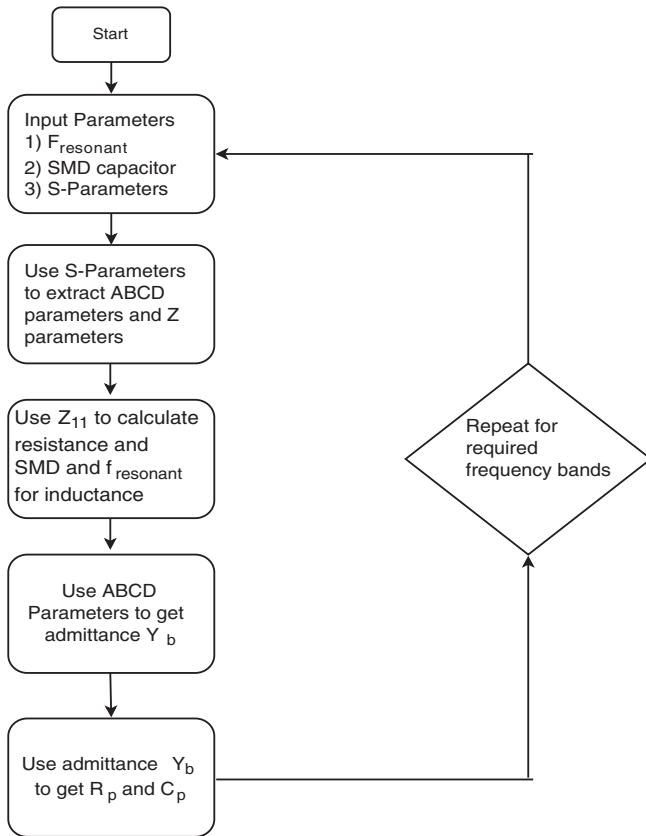 Start
Input Parameters
1) Fresonant
2) SMD capacitor
3) S-Parameters
Use S-Parameters
to extract ABCD
parameters and Z
parameters
Use Z11 to calculate
resistance and
SMD and fresonant
for inductance
Use ABCD
Parameters to get
admittance Y b
Use admittance Yb
to get R p and C p
Repeat for
required
frequency bands